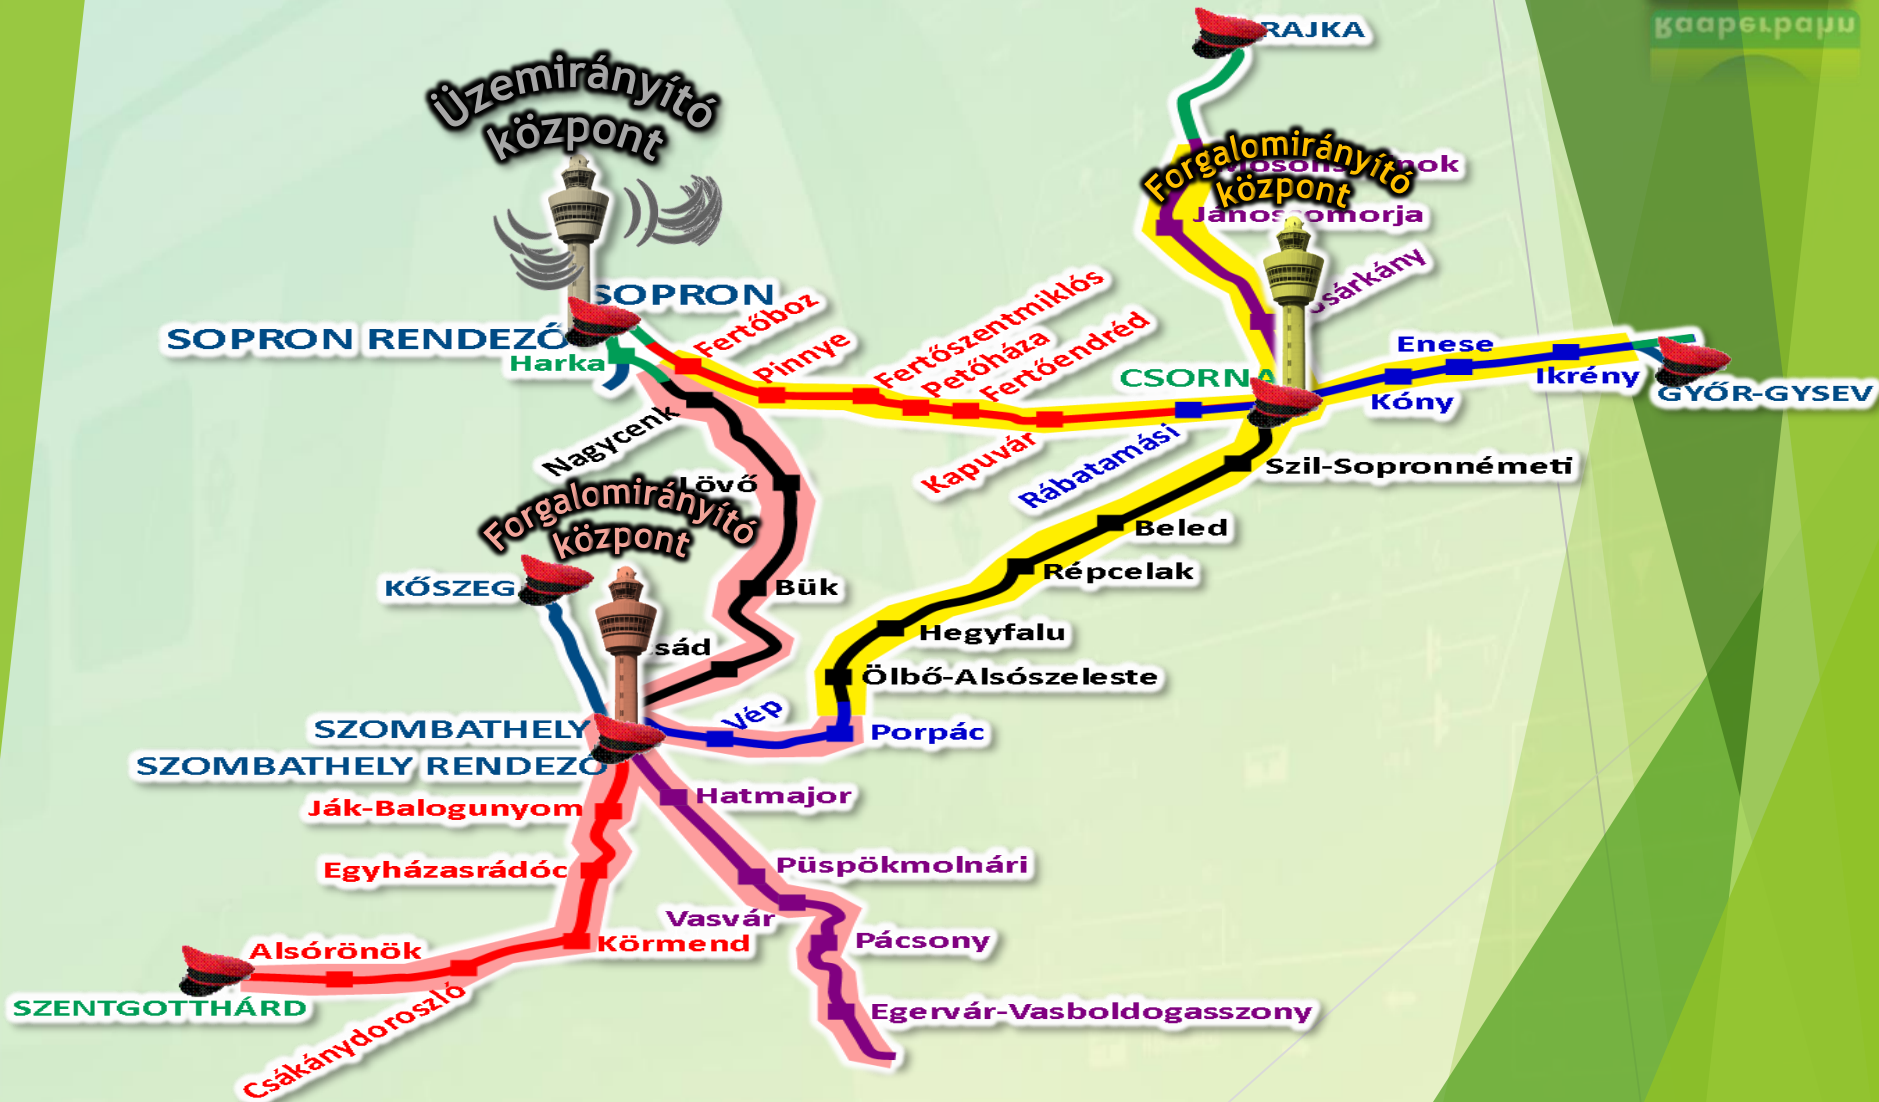 Raaberbahn
RAJKA
Üzemirányító
központ
Forgalomirányító
központ
Jánossomorja
SOPRON
SOPRON RENDEZŐ
Harka
Fertőboz
Pinnye
Fertőszentmiklós
Petőháza
Fertőendréd
CSORNA
Enese
Ikrény
Kóny
GYŐR-GYSEV
Nagycenk
Kapuvár
Rábatamási
Szil-Sopronnémeti
Lövő
Forgalomirányító
központ
Beled
Répcelak
KŐSZEG
Bük
Hegyfalu
Ölbő-Alsószeleste
Vép
Porpác
SZOMBATHELY
SZOMBATHELY RENDEZŐ
Hatmajor
Ják-Balogunyom
Püspökmolnári
Egyházasrádóc
Vasvár
Pácsony
Körmend
Alsórönök
SZENTGOTTHÁRD
Csákánydoroszló
Egervár-Vasboldogasszony